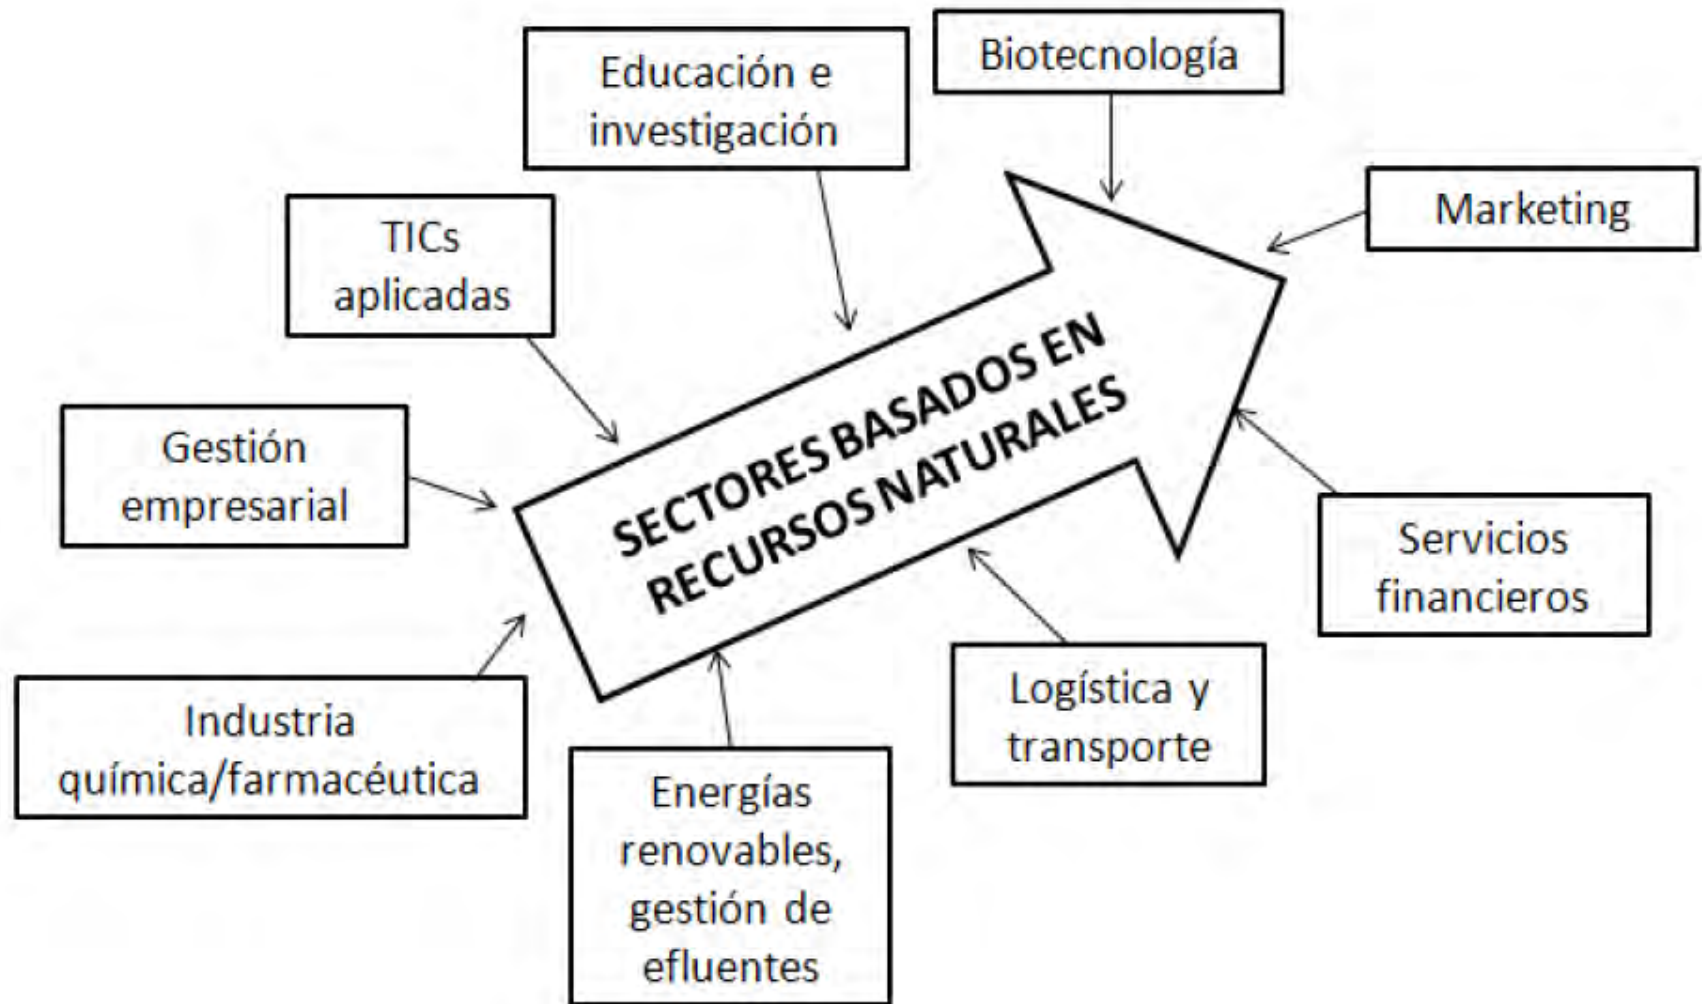 Educación e
investigación
Biotecnología
Marketing
TICs
aplicadas
Gestión
empresarial
SECTORES BASADOS EN
RECURSOS NATURALES
Servicios
financieros
Logística y
transporte
Industria
química/farmacéutica
Energías
renovables,
gestión de
efluentes